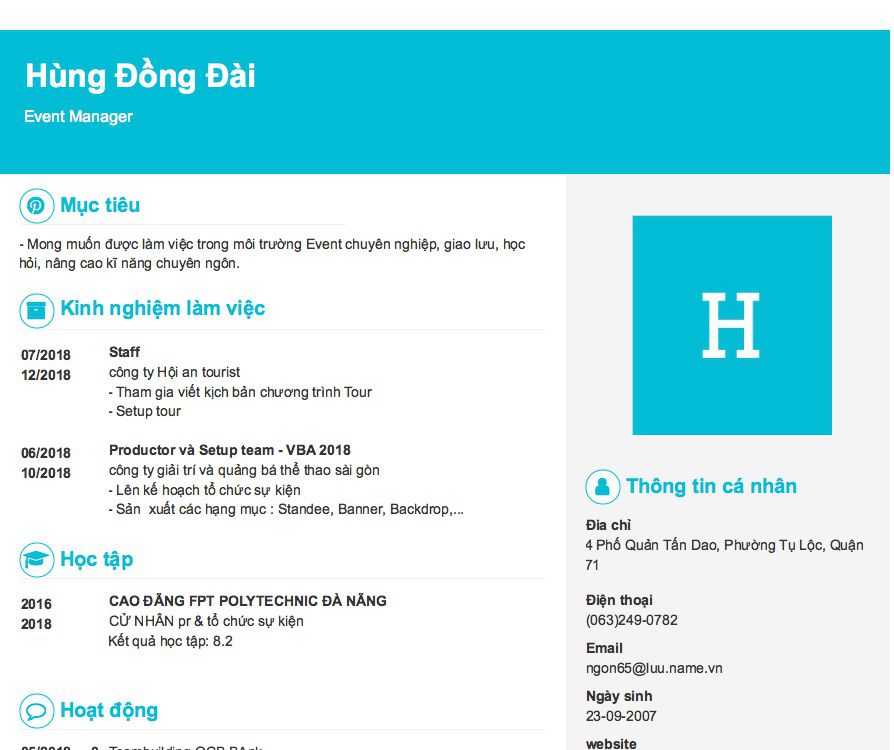 Hùng Đồng Đài
Event Manager
Mục tiêu
- Mong muốn được làm việc trong môi trường Event chuyên nghiệp, giao lưu, học
hỏi, nâng cao kĩ năng chuyên ngôn.
Kinh nghiệm làm việc
07/2018
12/2018
Staff
công ty Hội an tourist
- Tham gia viết kịch bản chương trình Tour
- Setup tour
06/2018
10/2018
Productor và Setup team - VBA 2018
công ty giải trí và quảng bá thể thao sài gòn
- Lên kế hoạch tổ chức sự kiện
- Sản xuất các hạng mục : Standee, Banner, Backdrop,...
Học tập
2016
2018
CAO ĐẲNG FPT POLYTECHNIC ĐÀ NẴNG
CỬ NHÂN pr & tổ chức sự kiện
Kết quả học tập: 8.2
Hoạt động
05/2018
Teambuilding OCB BAnk
H
Thông tin cá nhân
Đia chỉ
4 Phố Quản Tấn Dao, Phường Tụ Lộc, Quận
71
Điện thoại
(063)249-0782
Email
ngon65@luu.name.vn
Ngày sinh
23-09-2007
website